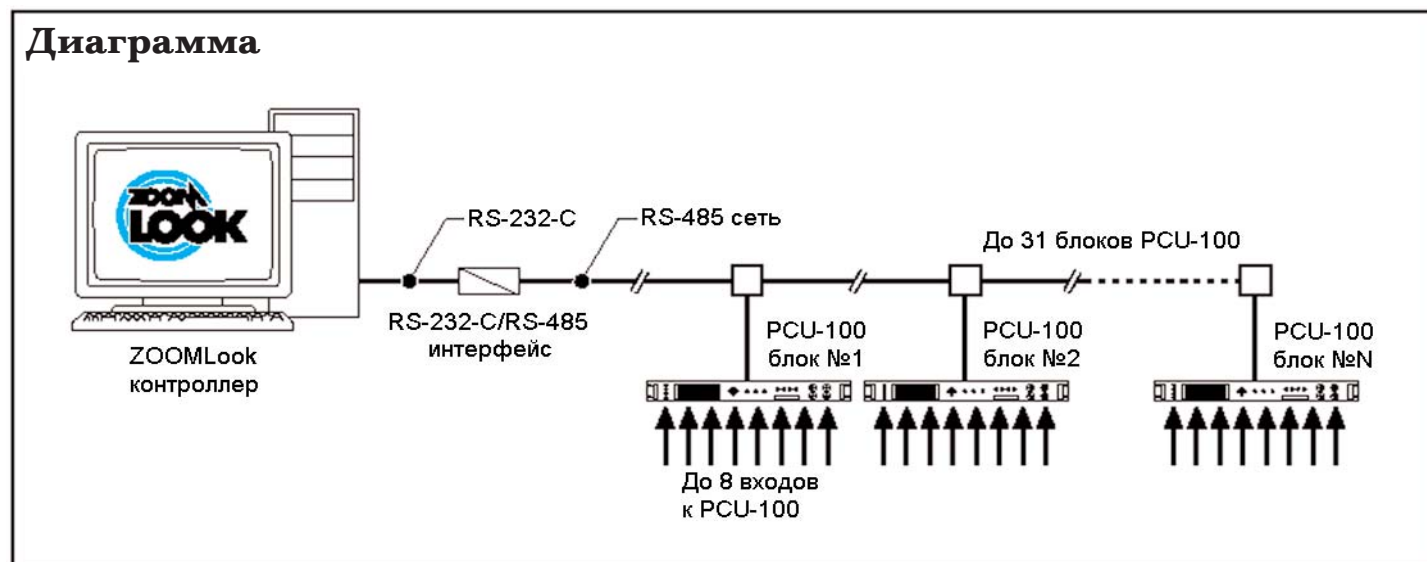 Диаграмма
ZOOM
LOOK
RS-232-C
RS-485 сеть
До 31 блоков PCU-100
RS-232-C/RS-485
интерфейс
ZOOMLook
контроллер
PCU-100
блок №1
PCU-100
блок №2
PCU-100
блок №N
До 8 входов
к PCU-100